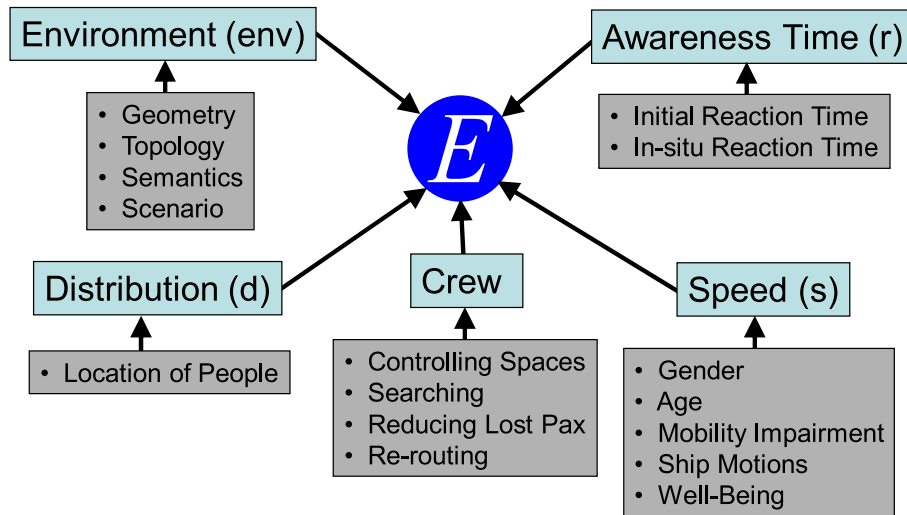 Environment (env)
• Geometry
• Topology
• Semantics
• Scenario
Awareness Time (r)
• Initial Reaction Time
• In-situ Reaction Time
E
Distribution (d)
• Location of People
Crew
• Controlling Spaces
• Searching
• Reducing Lost Pax
• Re-routing
Speed (s)
• Gender
• Age
• Mobility Impairment
• Ship Motions
• Well-Being